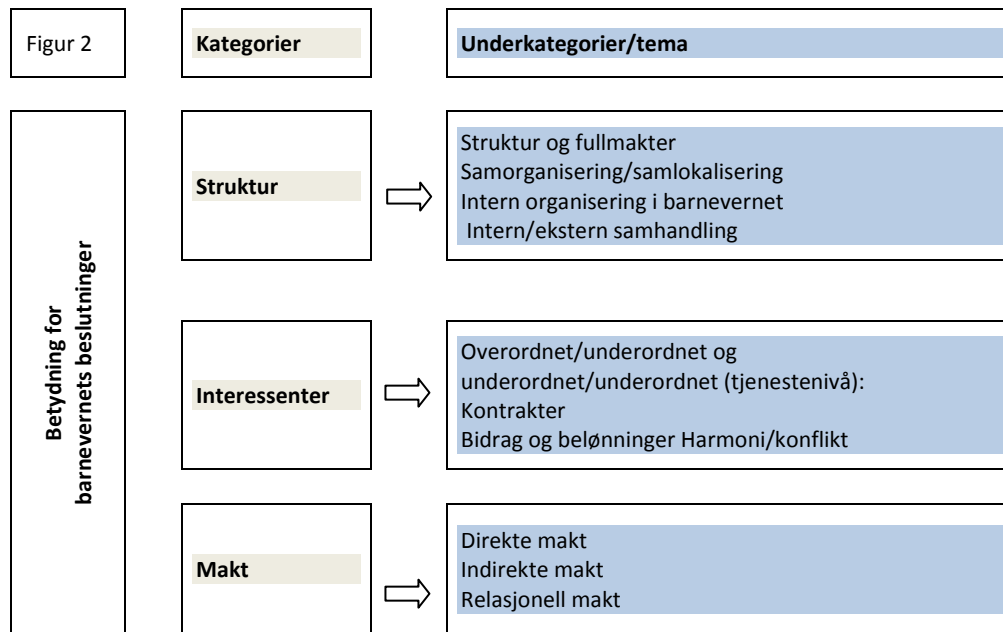 Figur 2
Kategorier
Underkategorier/tema
Betydning for
barnevernets beslutninger
Struktur
Struktur og fullmakter
Samorganisering/samlokalisering
Intern organisering i barnevernet
Intern/ekstern samhandling
Interessenter
Overordnet/underordnet og
underordnet/underordnet (tjenestenivå):
Kontrakter
Bidrag og belønninger Harmoni/konflikt
Makt
Direkte makt
Indirekte makt
Relasjonell makt